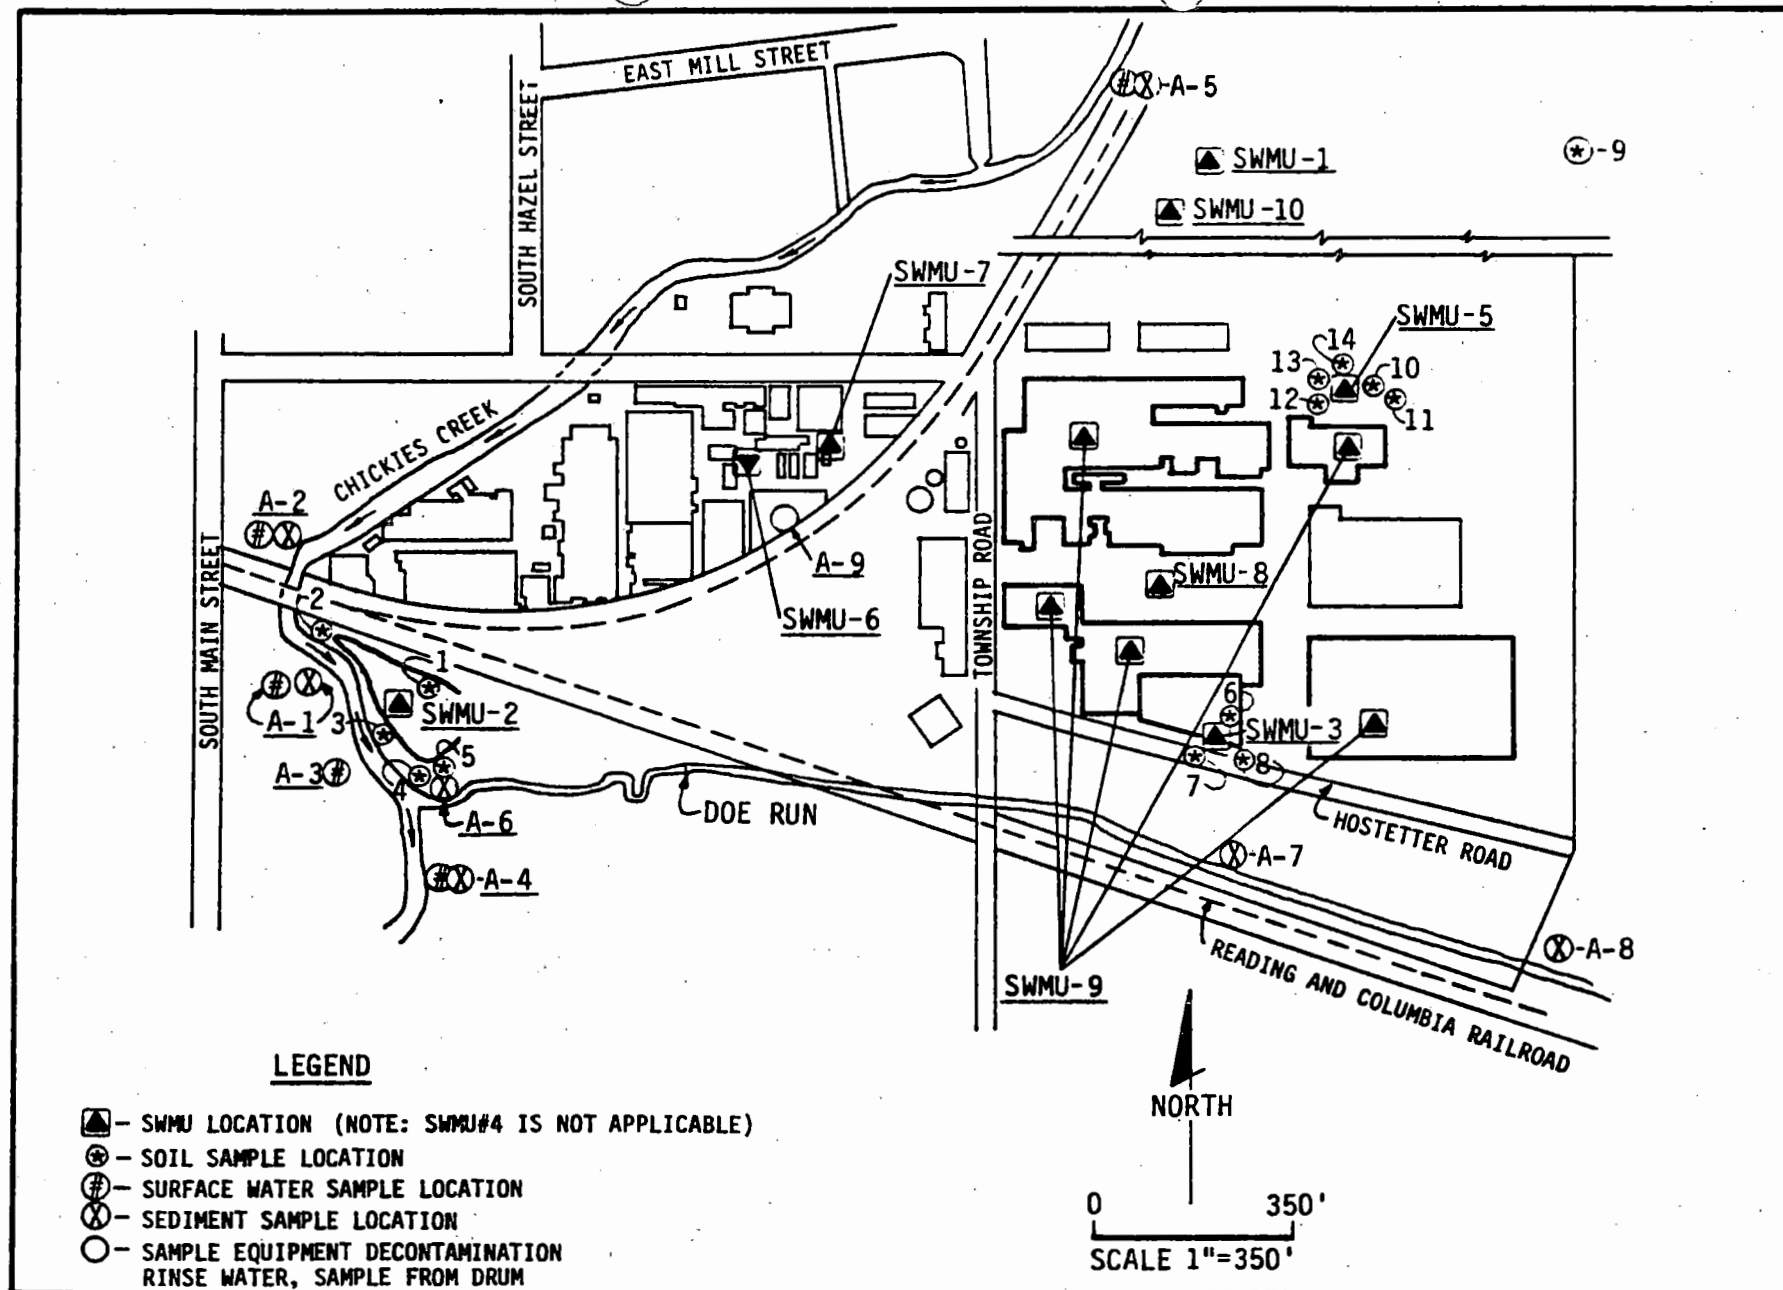 EAST MILL STREET
SOUTH HAZEL STREET
A-5
SWMU-1
-9
SWMU-10
SWMU-7
SWMU-5
14
13
10
12
11
CHICKIES CREEK
A-2
SOUTH MAIN STREET
A-9
SWMU-6
TOWNSHIP ROAD
SWMU-8
2
1
SWMU-2
A-1
3
A-3
5
4
A-6
A-4
DOE RUN
6
SWMU-3
7
8
HOSTETTER ROAD
A-7
A-8
READING AND COLUMBIA RAILROAD
SWMU-9
NORTH
0 350'
SCALE 1"=350'
LEGEND
- SWMU LOCATION (NOTE: SWMU#4 IS NOT APPLICABLE)
- SOIL SAMPLE LOCATION
# - SURFACE WATER SAMPLE LOCATION
X - SEDIMENT SAMPLE LOCATION
- SAMPLE EQUIPMENT DECONTAMINATION
RINSE WATER, SAMPLE FROM DRUM